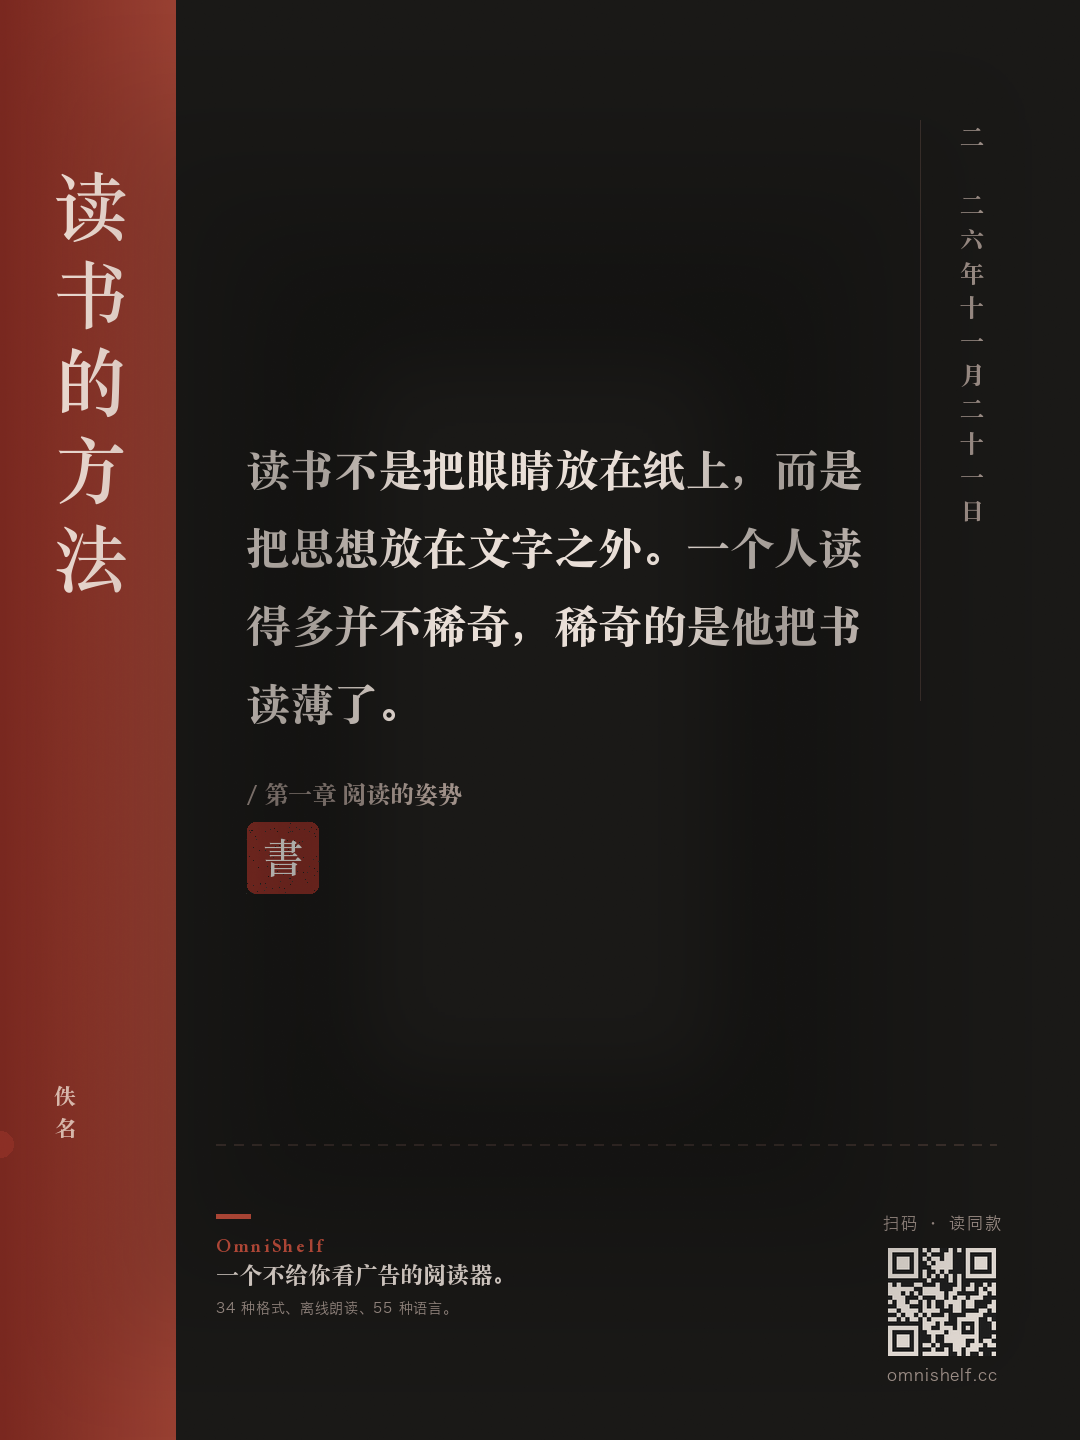 读书的方法
佚名
二 二六年十一月二十一日
读书不是把眼睛放在纸上，而是
把思想放在文字之外。一个人读
得多并不稀奇，稀奇的是他把书
读薄了。
/ 第一章 阅读的姿势
書
OmniShelf
一个不给你看广告的阅读器。
34 种格式、离线朗读、55 种语言。
扫码 · 读同款
omnishelf.cc